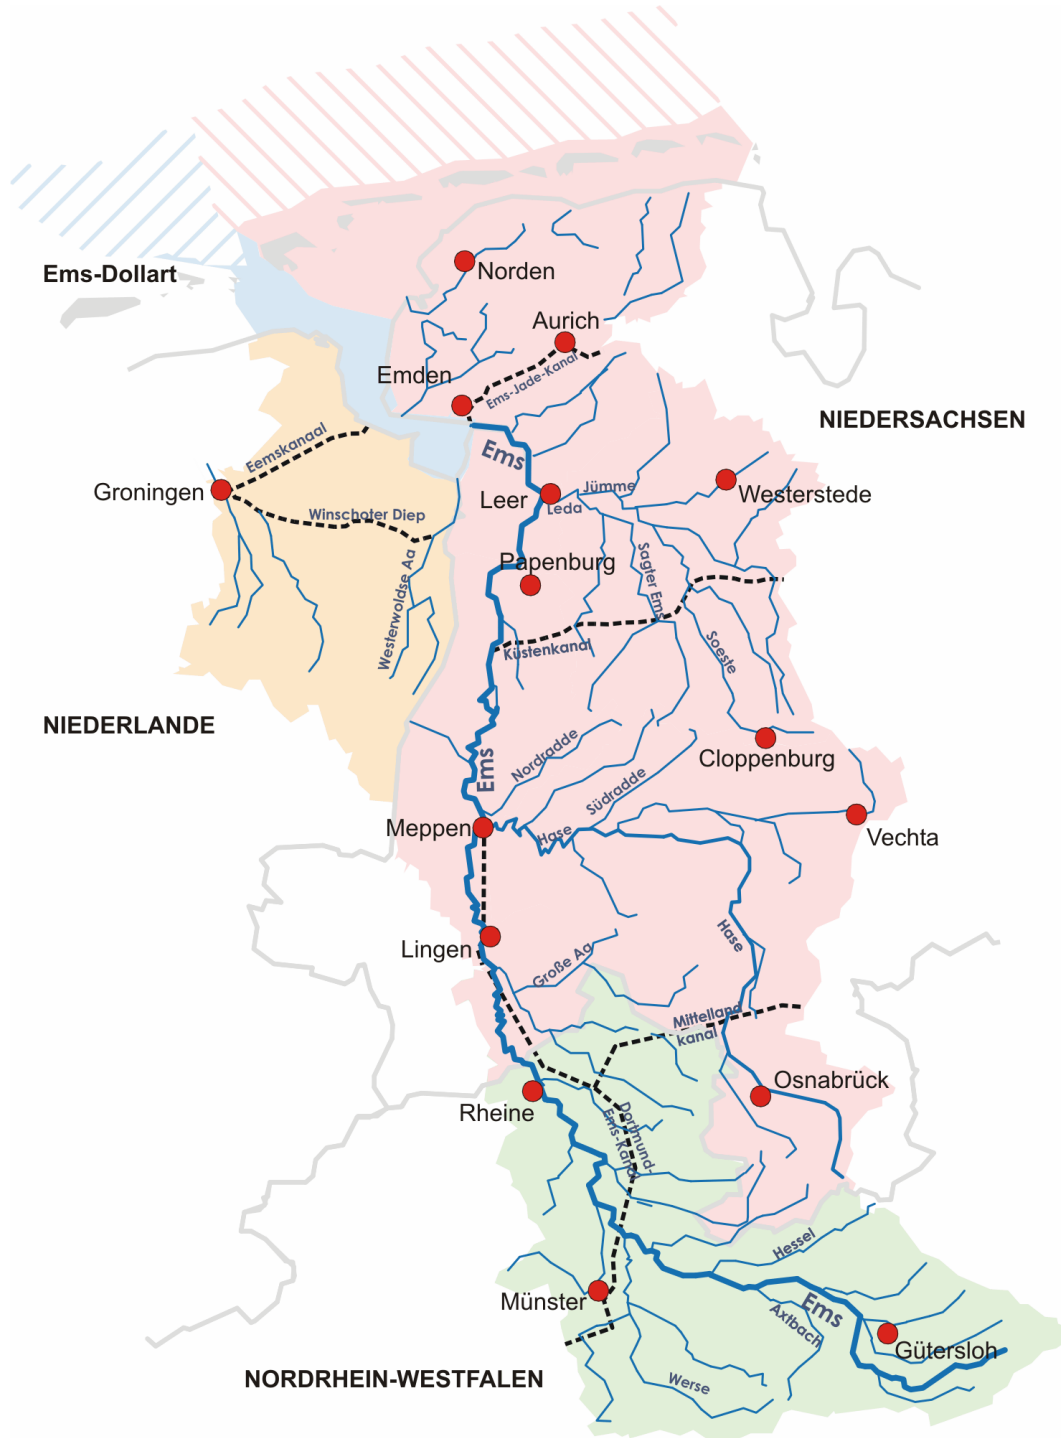 Ems-Dollart
Norden
Aurich
Emden
Ems-Jade-Kanal
NIEDERSACHSEN
Eemskanaal
Ems
Groningen
Leer
Jümme
Leda
Westerstede
Winschoter Diep
Papenburg
Sagter Ems
Westerwoldse Aa
Küstenkanal
Soeste
NIEDERLANDE
Ems
Nordradde
Cloppenburg
Südradde
Meppen
Hase
Vechta
Hase
Lingen
Große Aa
Mittelland
kanal
Osnabrück
Rheine
Dortmund-
Ems-Kanal
Hessel
Münster
Ems
Axtbach
Gütersloh
NORDRHEIN-WESTFALEN
Werse